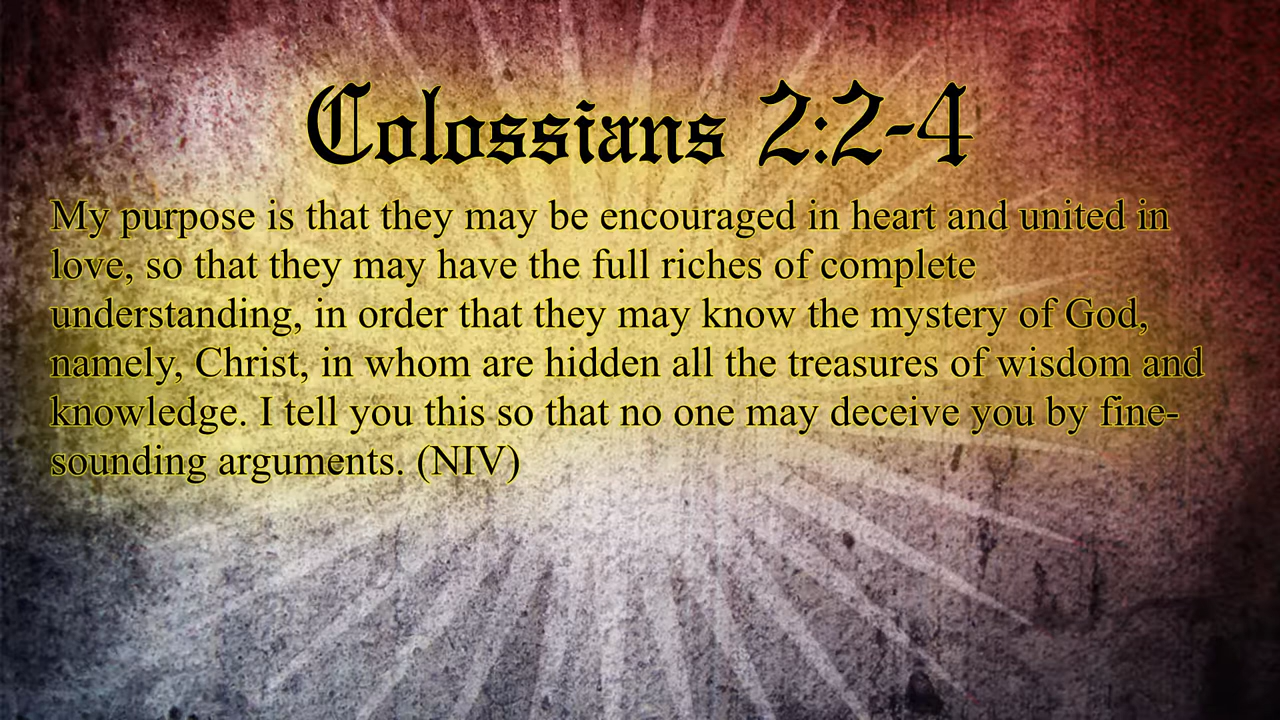 Colossians 2:2-4
My purpose is that they may be encouraged in heart and united in
love, so that they may have the full riches of complete
understanding, in order that they may know the mystery of God,
namely, Christ, in whom are hidden all the treasures of wisdom and
knowledge. I tell you this so that no one may deceive you by fine-
sounding arguments. (NIV)